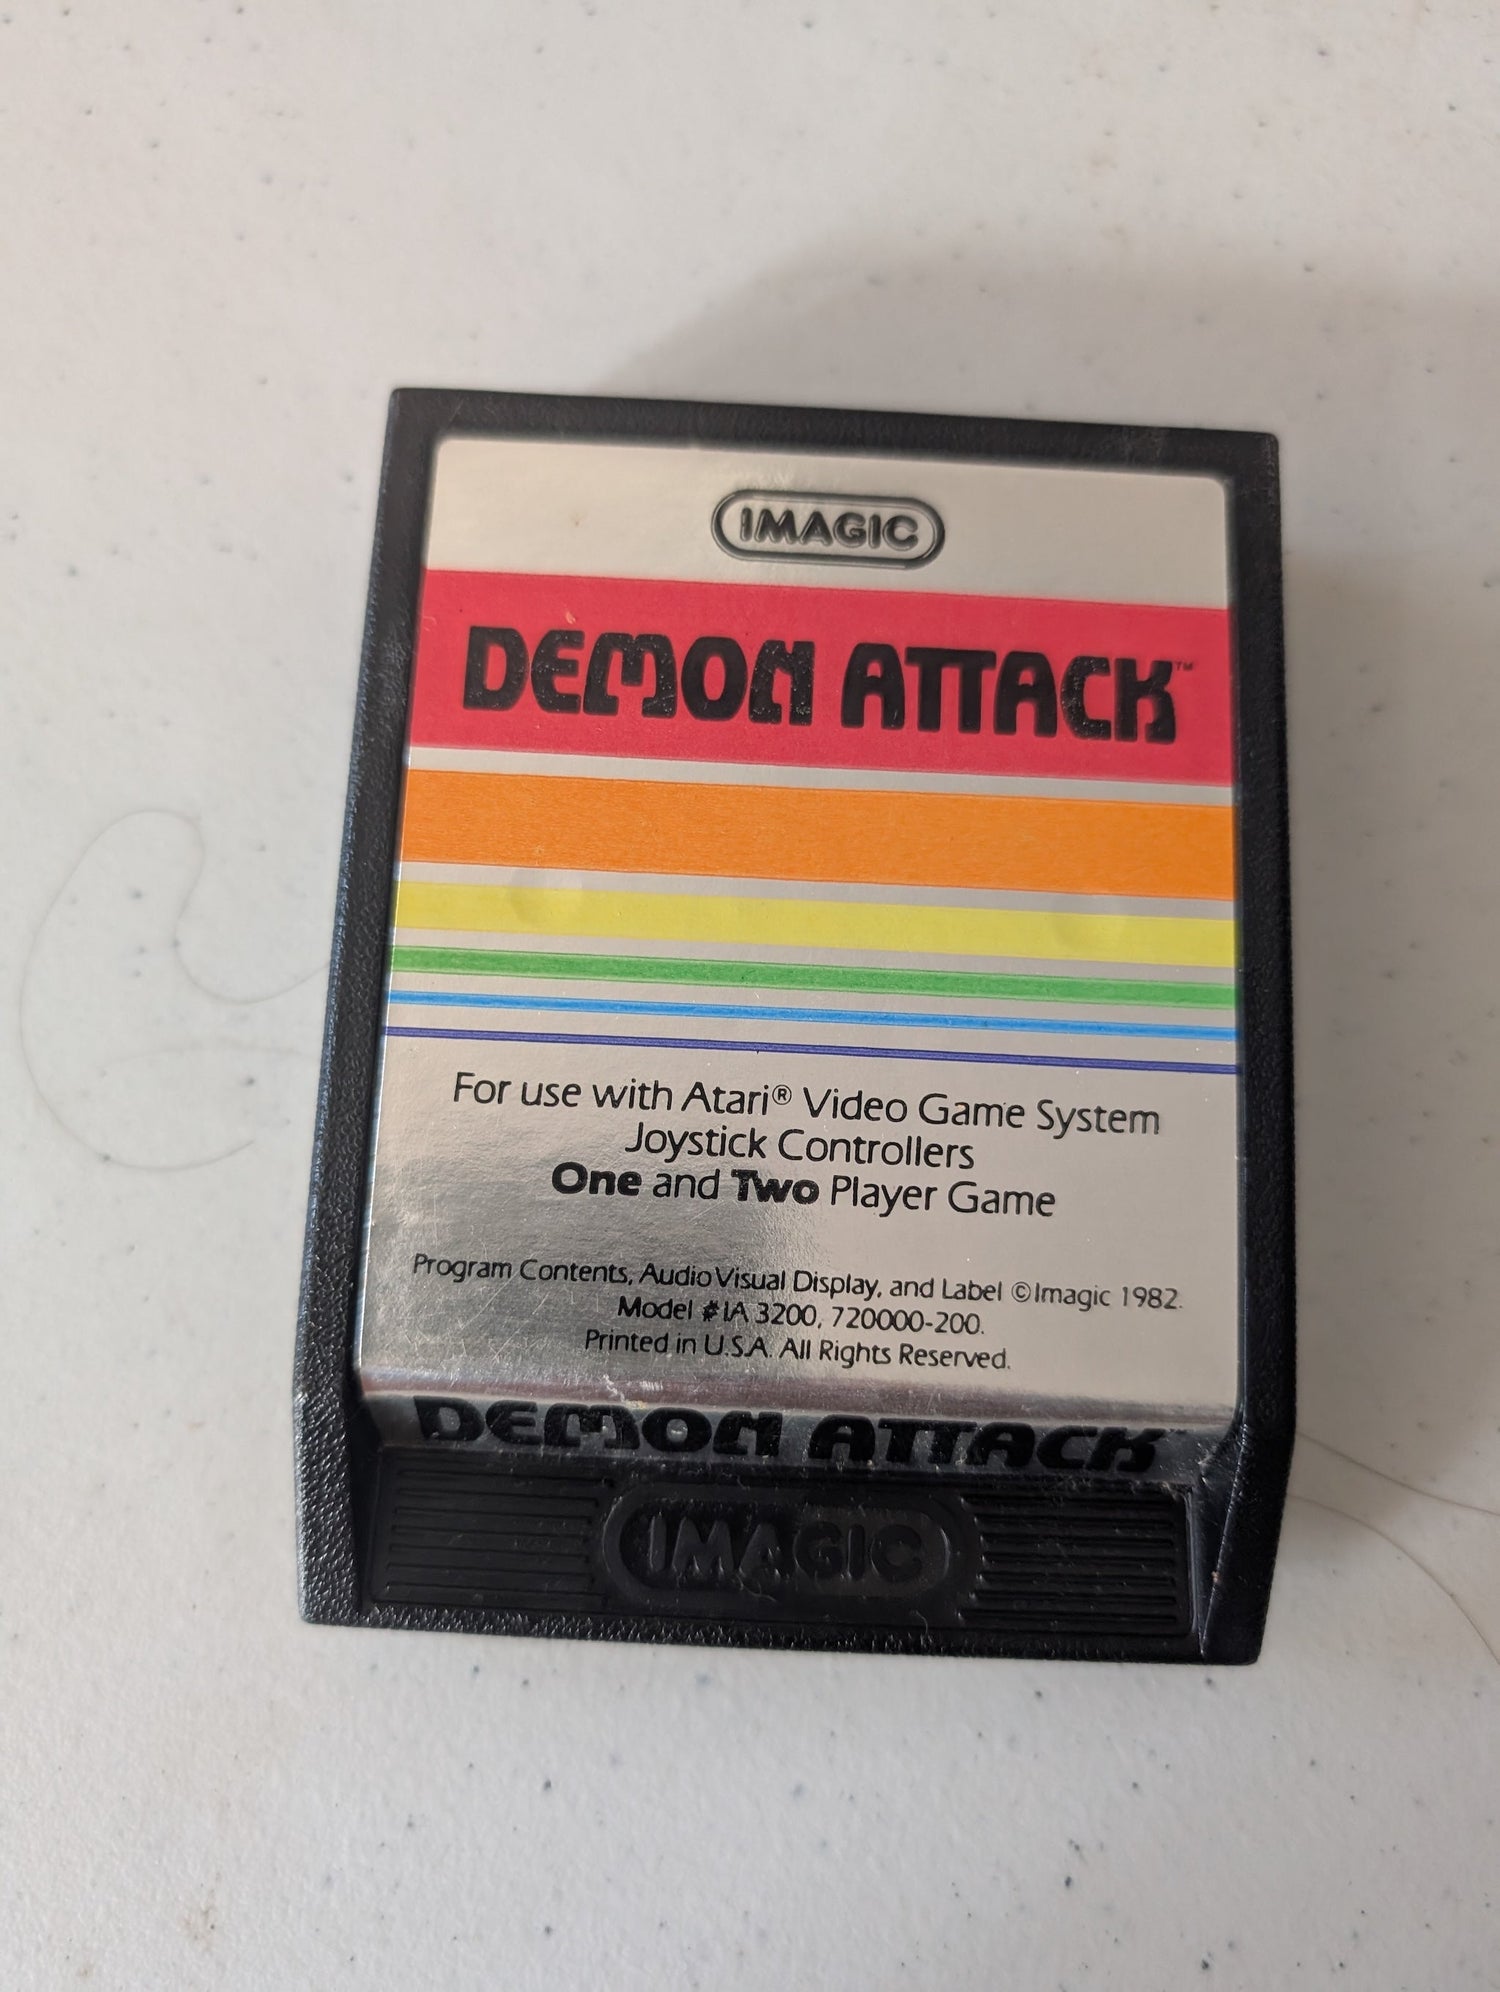 IMAGIC
DEMON ATTACK™
For use with Atari® Video Game System
Joystick Controllers
One and Two Player Game
Program Contents, Audio Visual Display, and Label ©Imagic 1982.
Model #IA 3200, 720000-200.
Printed in U.S.A. All Rights Reserved.
DEMON ATTACK™
IMAGIC